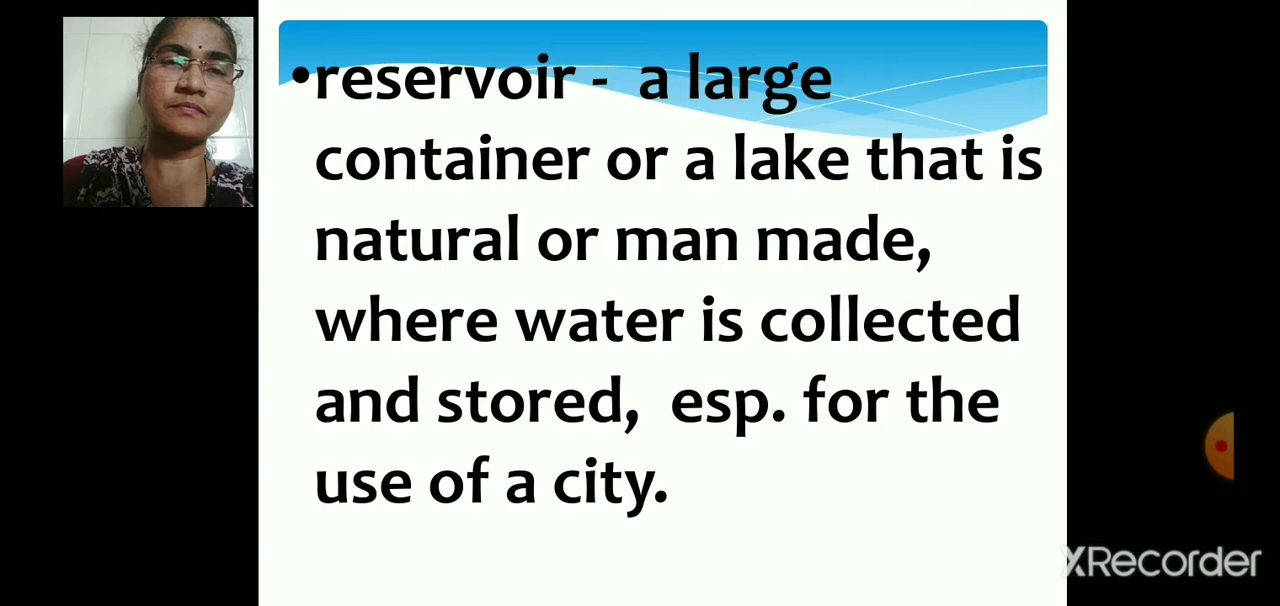 •reservoir - a large
container or a lake that is
natural or man made,
where water is collected
and stored, esp. for the
use of a city.
XRecorder